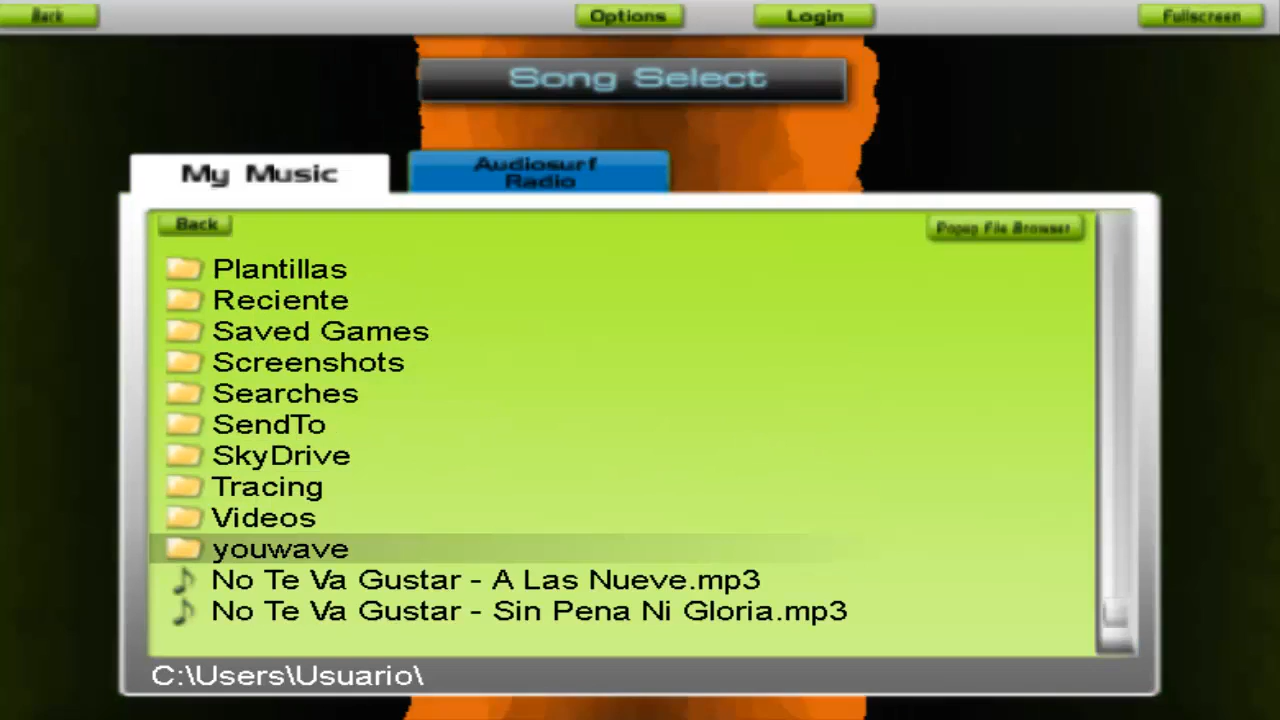 Back
Options
Login
Fullscreen
Song Select
My Music
Audiosurf
Radio
Back
Popup File Browser
Plantillas
Reciente
Saved Games
Screenshots
Searches
SendTo
SkyDrive
Tracing
Videos
youwave
No Te Va Gustar - A Las Nueve.mp3
No Te Va Gustar - Sin Pena Ni Gloria.mp3
C:\Users\Usuario\